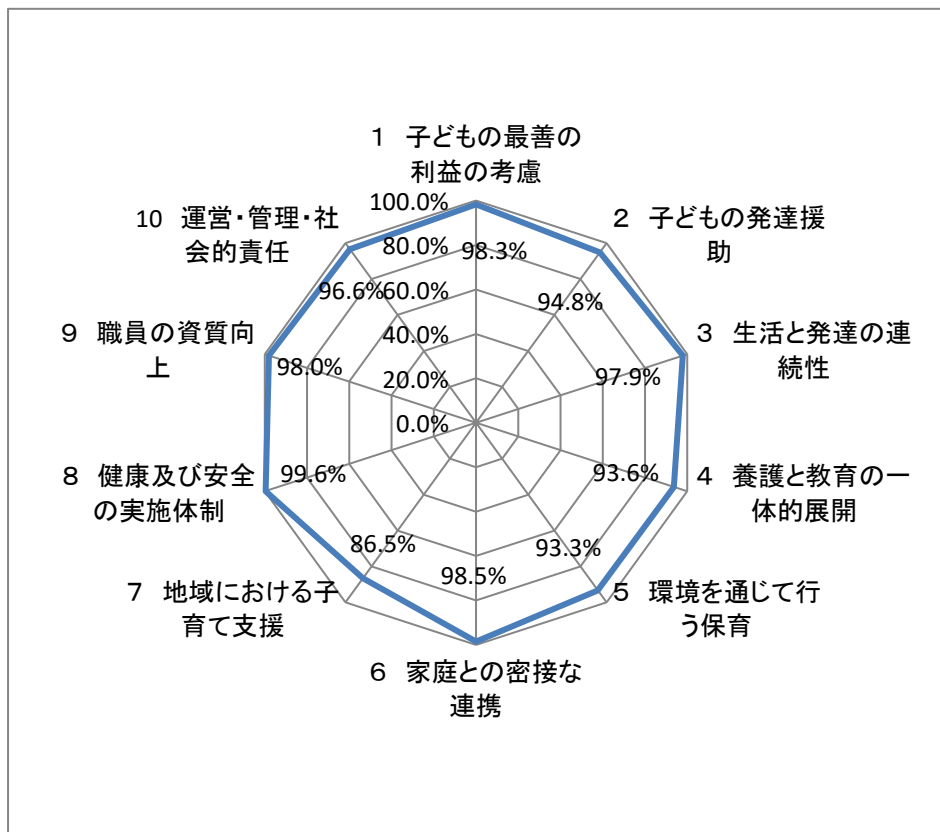 1　子どもの最善の
利益の考慮
2　子どもの発達援
助
3　生活と発達の連
続性
4　養護と教育の一
体的展開
5　環境を通じて行
う保育
6　家庭との密接な
連携
7　地域における子
育て支援
8　健康及び安全
の実施体制
9　職員の資質向
上
10　運営・管理・社
会的責任
100.0%
80.0%
60.0%
40.0%
20.0%
0.0%
98.3%
94.8%
97.9%
93.6%
93.3%
98.5%
86.5%
99.6%
98.0%
96.6%